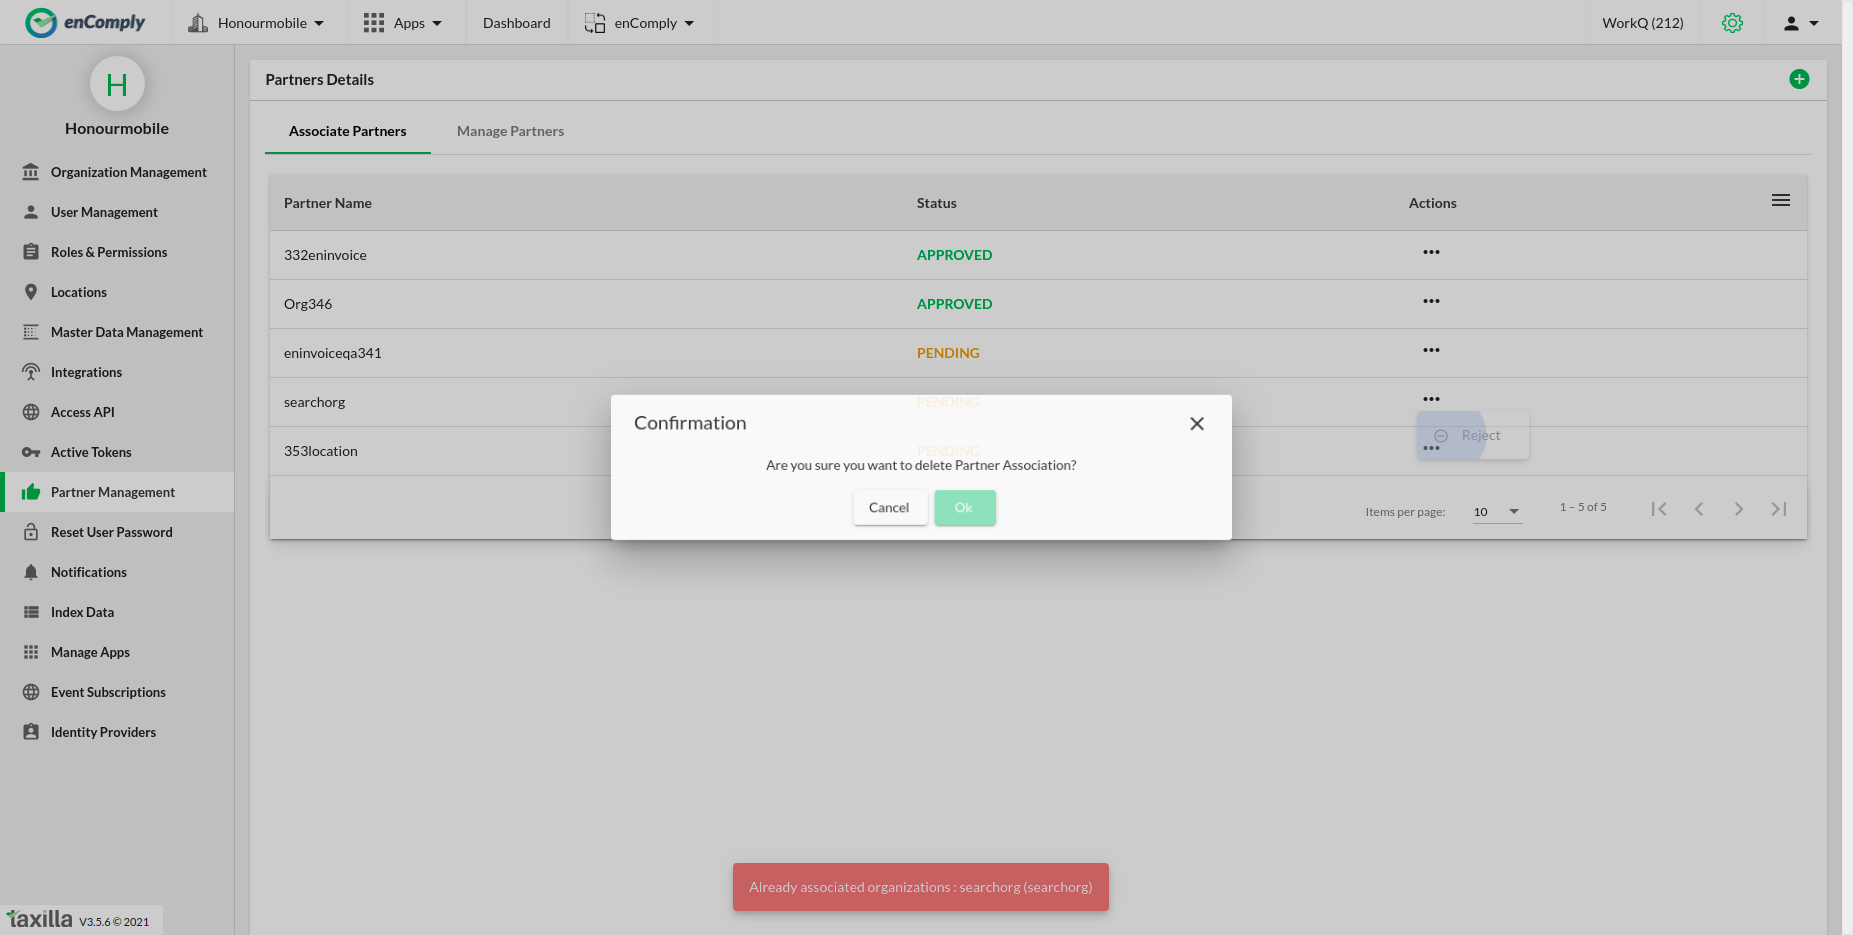 enComply
Honourmobile
Apps
Dashboard
enComply
WorkQ (212)
H
Honourmobile
Organization Management
User Management
Roles & Permissions
Locations
Master Data Management
Integrations
Access API
Active Tokens
Partner Management
Reset User Password
Notifications
Index Data
Manage Apps
Event Subscriptions
Identity Providers
taxilla V3.5.6 © 2021
Partners Details
Associate Partners
Manage Partners
Partner Name Status Actions
332eninvoice APPROVED
Org346 APPROVED
eninvoiceqa341 PENDING
searchorg PENDING
353location PENDING
Reject
Items per page: 10 1 – 5 of 5
Confirmation
Are you sure you want to delete Partner Association?
Cancel Ok
Already associated organizations : searchorg (searchorg)